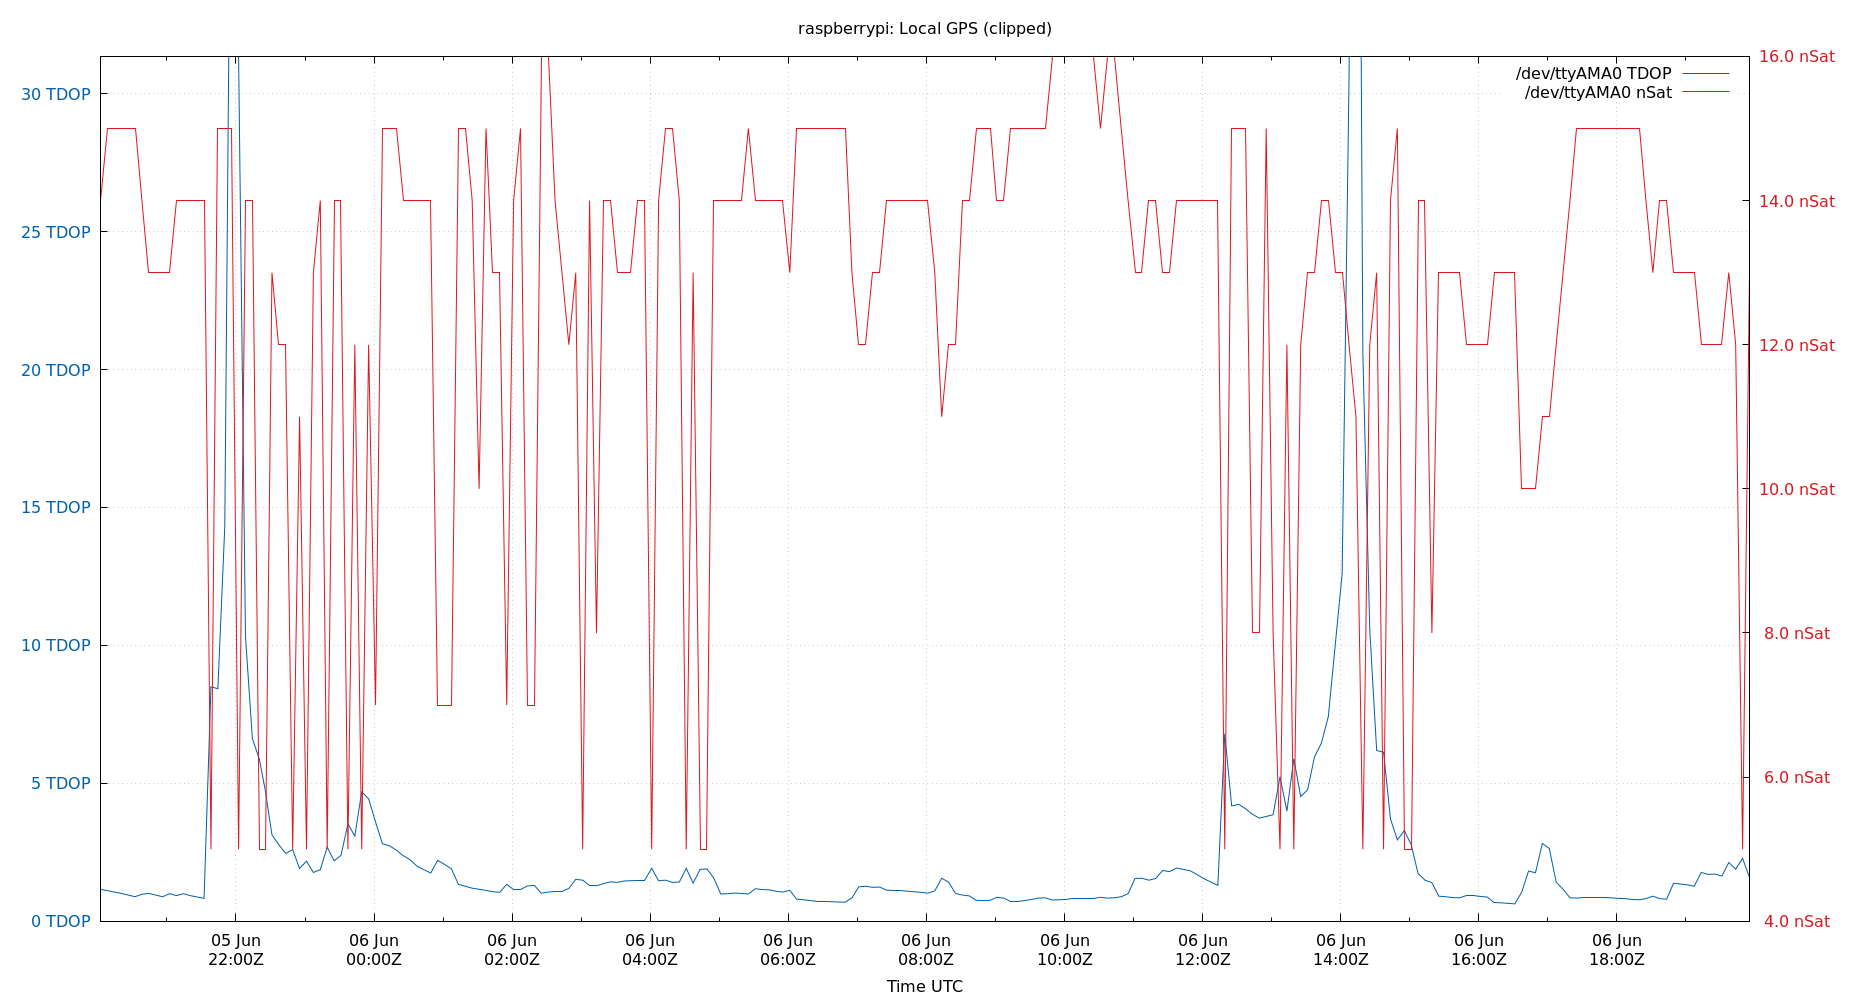 raspberrypi: Local GPS (clipped)
/dev/ttyAMA0 TDOP
/dev/ttyAMA0 nSat
30 TDOP
25 TDOP
20 TDOP
15 TDOP
10 TDOP
5 TDOP
0 TDOP
16.0 nSat
14.0 nSat
12.0 nSat
10.0 nSat
8.0 nSat
6.0 nSat
4.0 nSat
05 Jun
22:00Z
06 Jun
00:00Z
06 Jun
02:00Z
06 Jun
04:00Z
06 Jun
06:00Z
06 Jun
08:00Z
06 Jun
10:00Z
06 Jun
12:00Z
06 Jun
14:00Z
06 Jun
16:00Z
06 Jun
18:00Z
Time UTC